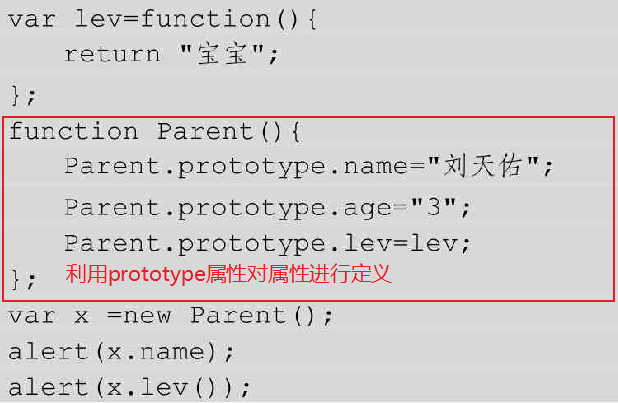 var lev=function(){
return "宝宝";
};
function Parent(){
Parent.prototype.name="刘天佑";
Parent.prototype.age="3";
Parent.prototype.lev=lev;
}; 利用prototype属性对属性进行定义
var x =new Parent();
alert(x.name);
alert(x.lev());